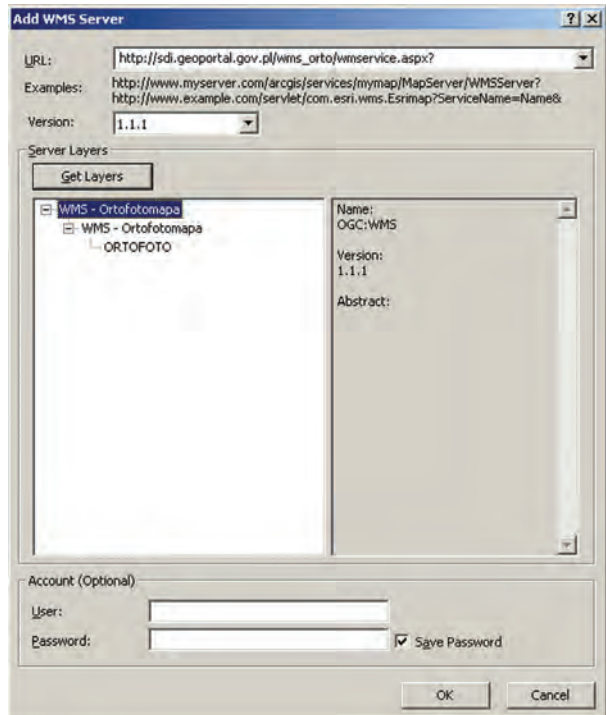 Add WMS Server
URL: http://sdi.geoportal.gov.pl/wms_orto/wmservice.aspx?
Examples: http://www.myserver.com/arcgis/services/mymap/MapServer/WMSServer?
http://www.example.com/servlet/com.esri.wms.Esrimap?ServiceName=Name&
Version: 1.1.1
Server Layers
Get Layers
WMS - Ortofotomapa
WMS - Ortofotomapa
ORTOFOTO
Name:
OGC:WMS
Version:
1.1.1
Abstract:
Account (Optional)
User:
Password:
Save Password
OK Cancel